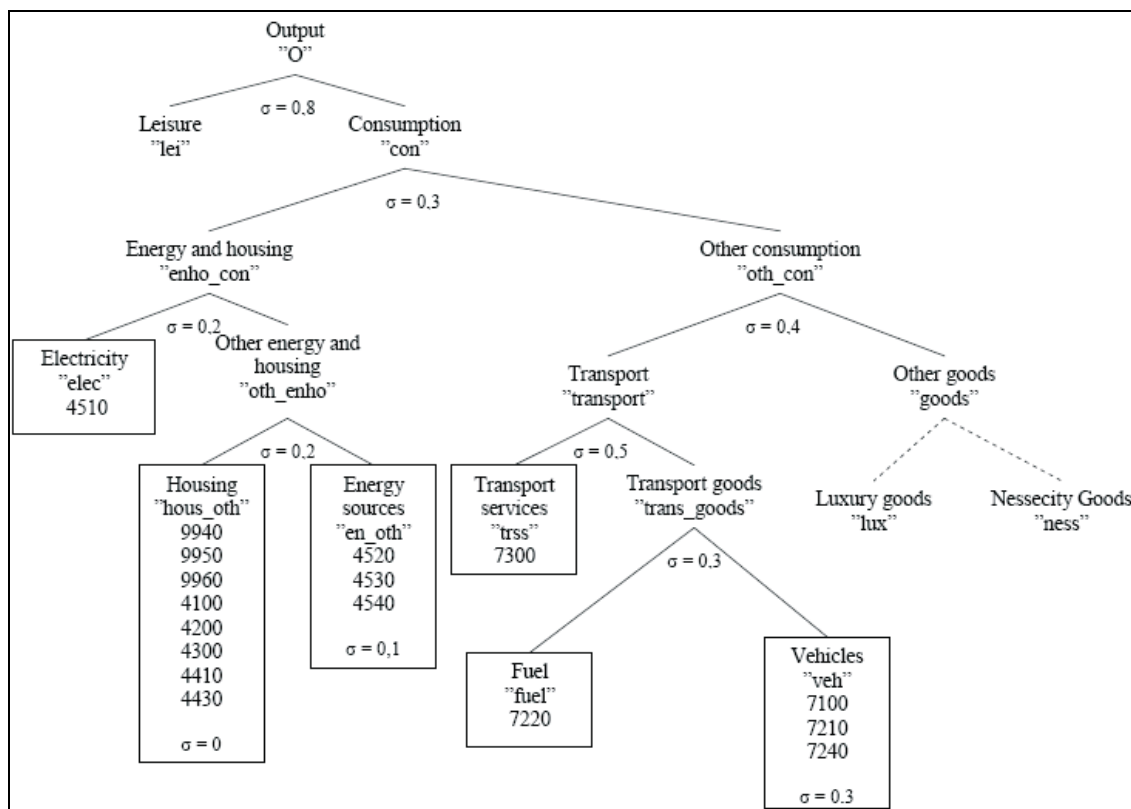 Output
”O”
σ = 0,8
Leisure
”lei”
Consumption
”con”
σ = 0,3
Energy and housing
”enho_con”
Other consumption
”oth_con”
σ = 0,2
σ = 0,4
Electricity
”elec”
4510
Other energy and
housing
”oth_enho”
Transport
”transport”
Other goods
”goods”
σ = 0,2
σ = 0,5
Housing
”hous_oth”
9940
9950
9960
4100
4200
4300
4410
4430
σ = 0
Energy
sources
”en_oth”
4520
4530
4540
σ = 0,1
Transport
services
”trss”
7300
Transport goods
”trans_goods”
Luxury goods
”lux”
Nessecity Goods
”ness”
σ = 0,3
Fuel
”fuel”
7220
Vehicles
”veh”
7100
7210
7240
σ = 0.3